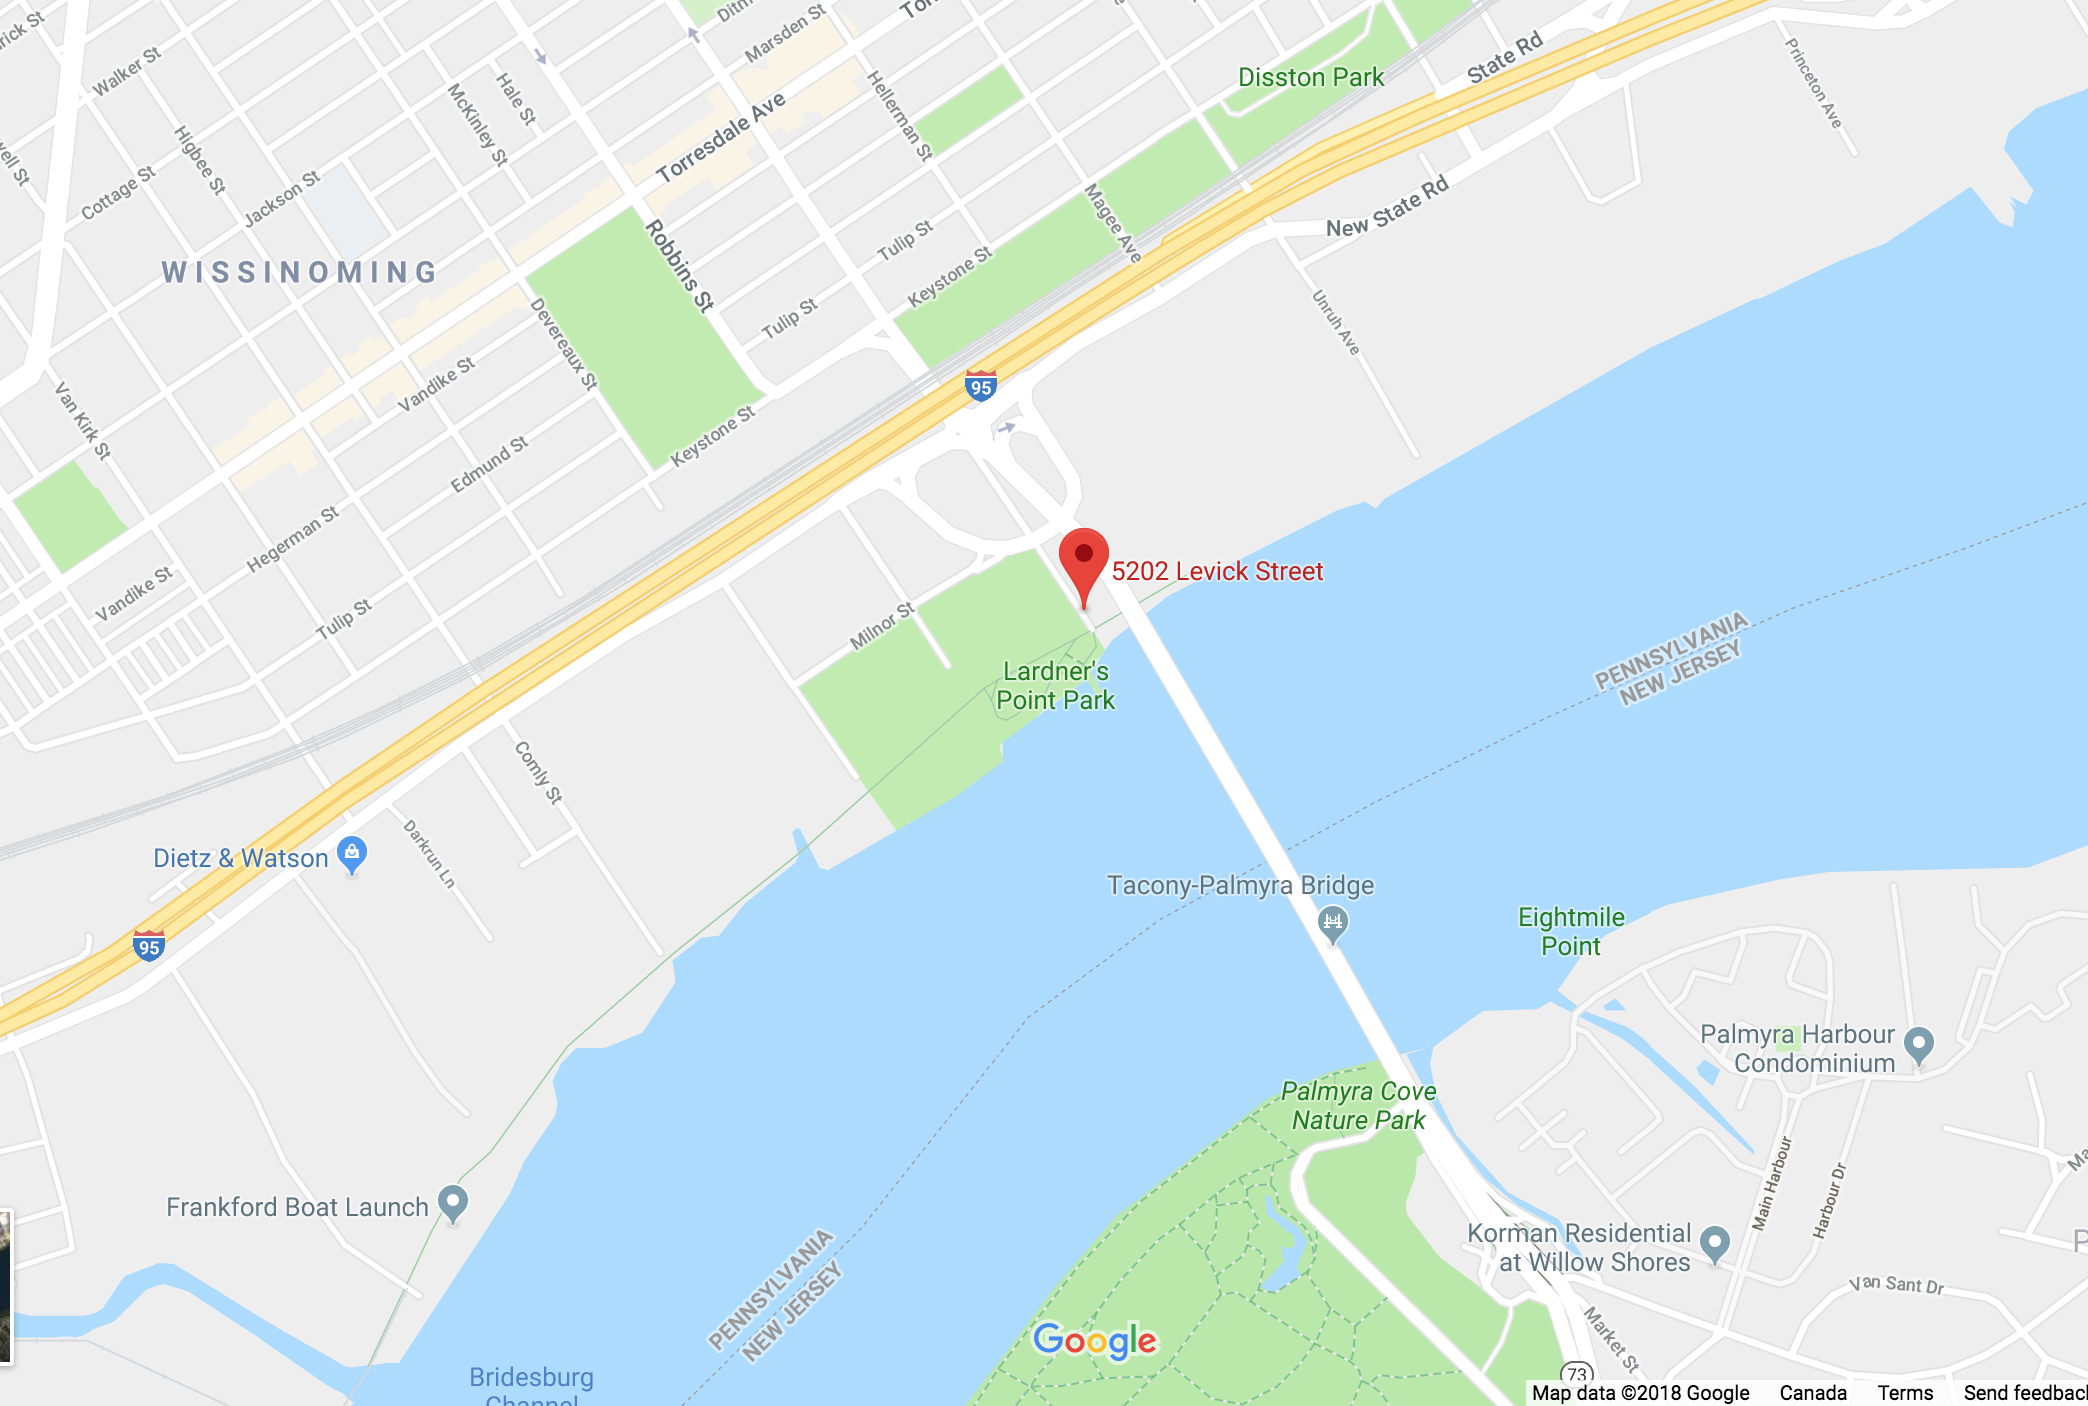 Ditm
Marsden St
Walker St
Hale St
McKinley St
Hellerman St
Disston Park
State Rd
Princeton Ave
Higbee St
Torresdale Ave
Cottage St
Jackson St
Magee Ave
New State Rd
Robbins St
Tulip St
Keystone St
WISSINOMING
Devereaux St
Tulip St
Unruh Ave
Vandike St
95
Van Kirk St
Keystone St
Edmund St
Hegerman St
5202 Levick Street
Vandike St
Tulip St
Milnor St
Lardner's
Point Park
PENNSYLVANIA
NEW JERSEY
Comly St
Darkrun Ln
Dietz & Watson
Tacony-Palmyra Bridge
95
Eightmile
Point
Palmyra Harbour
Condominium
Palmyra Cove
Nature Park
Main Harbour
Harbour Dr
Frankford Boat Launch
Korman Residential
at Willow Shores
PENNSYLVANIA
NEW JERSEY
Van Sant Dr
Market St
Google
73
Bridesburg
Channel
Map data ©2018 Google Canada Terms Send feedback